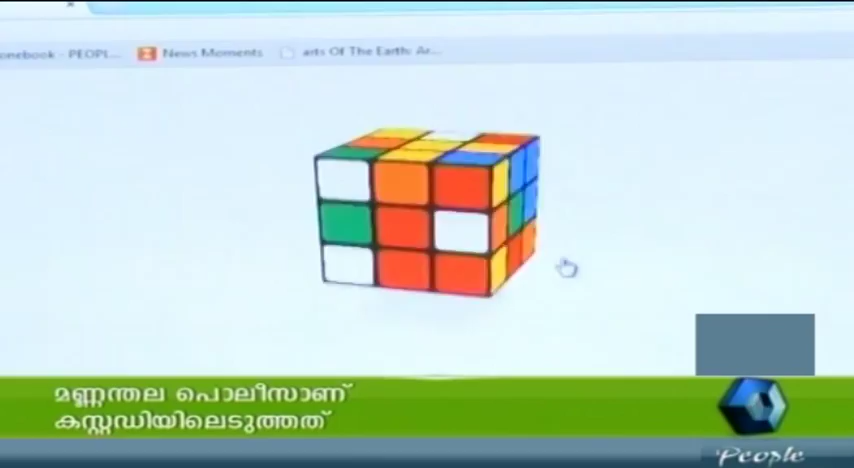 onebook - PEOPL...
News Moments
arts Of The Earth: Ar...
മണ്ണന്തല പൊലീസാണ്
കസ്റ്റഡിയിലെടുത്തത്
People